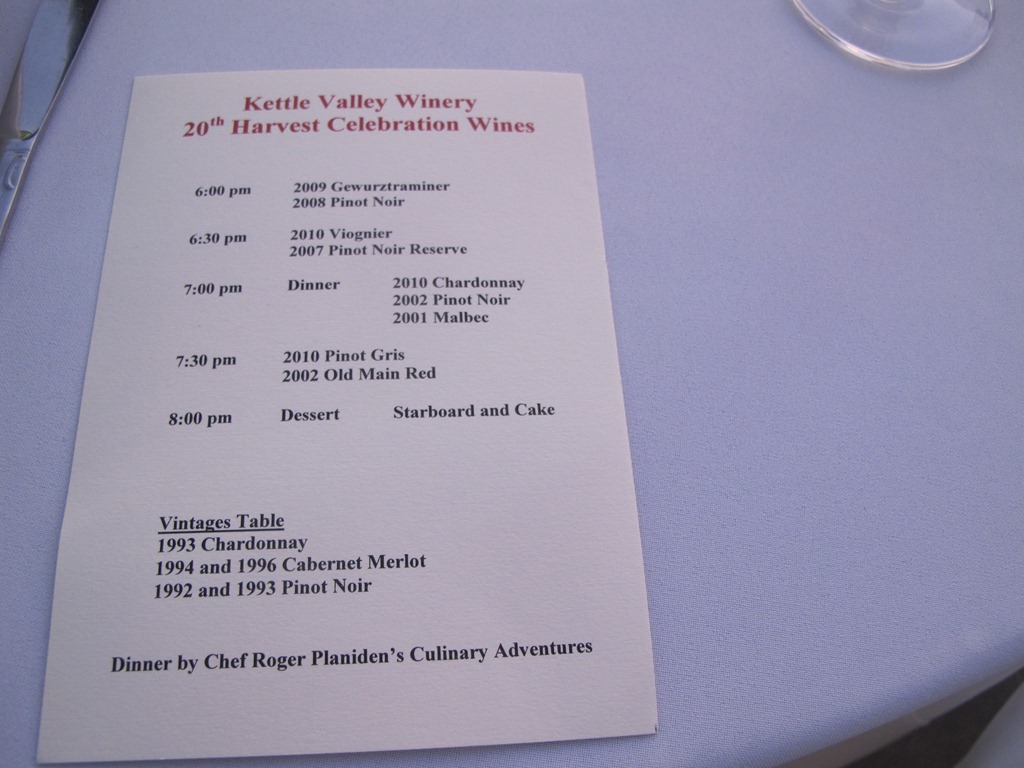 Kettle Valley Winery
20th Harvest Celebration Wines
6:00 pm 2009 Gewurztraminer
2008 Pinot Noir
6:30 pm 2010 Viognier
2007 Pinot Noir Reserve
7:00 pm Dinner 2010 Chardonnay
2002 Pinot Noir
2001 Malbec
7:30 pm 2010 Pinot Gris
2002 Old Main Red
8:00 pm Dessert Starboard and Cake
Vintages Table
1993 Chardonnay
1994 and 1996 Cabernet Merlot
1992 and 1993 Pinot Noir
Dinner by Chef Roger Planiden's Culinary Adventures